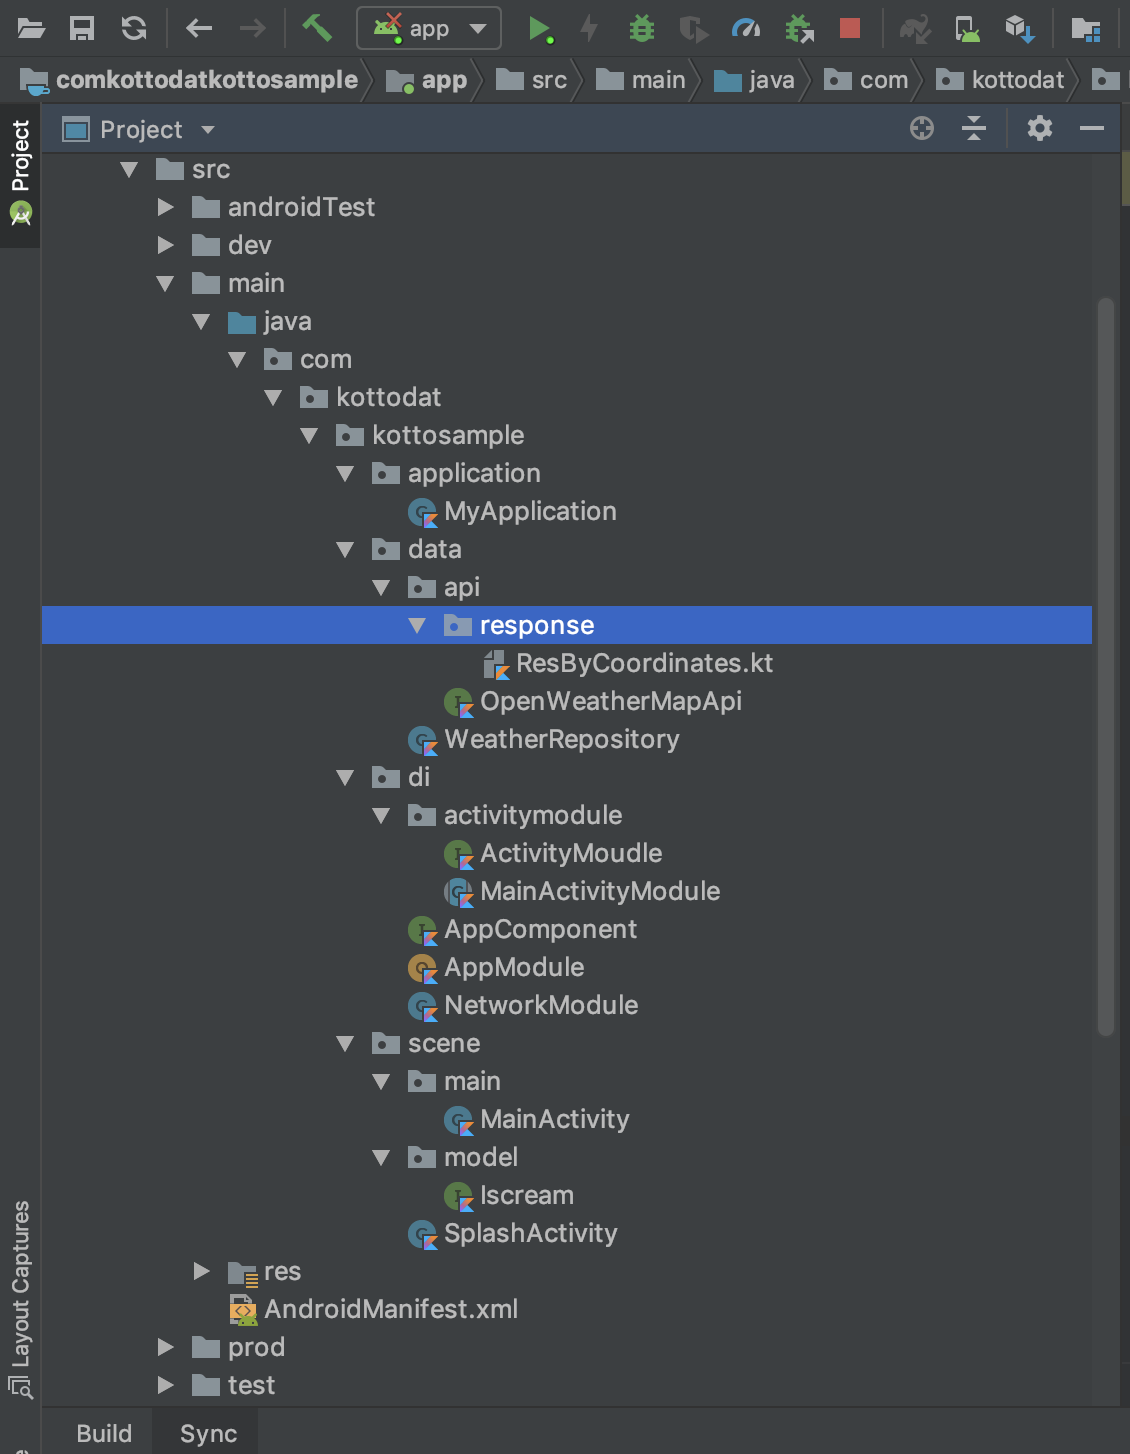 app
comkottodatkottosample app src main java com kottodat
Project
Project
src
androidTest
dev
main
java
com
kottodat
kottosample
application
MyApplication
data
api
response
ResByCoordinates.kt
OpenWeatherMapApi
WeatherRepository
di
activitymodule
ActivityMoudle
MainActivityModule
AppComponent
AppModule
NetworkModule
scene
main
MainActivity
model
Iscream
SplashActivity
res
AndroidManifest.xml
prod
test
Layout Captures
Build Sync